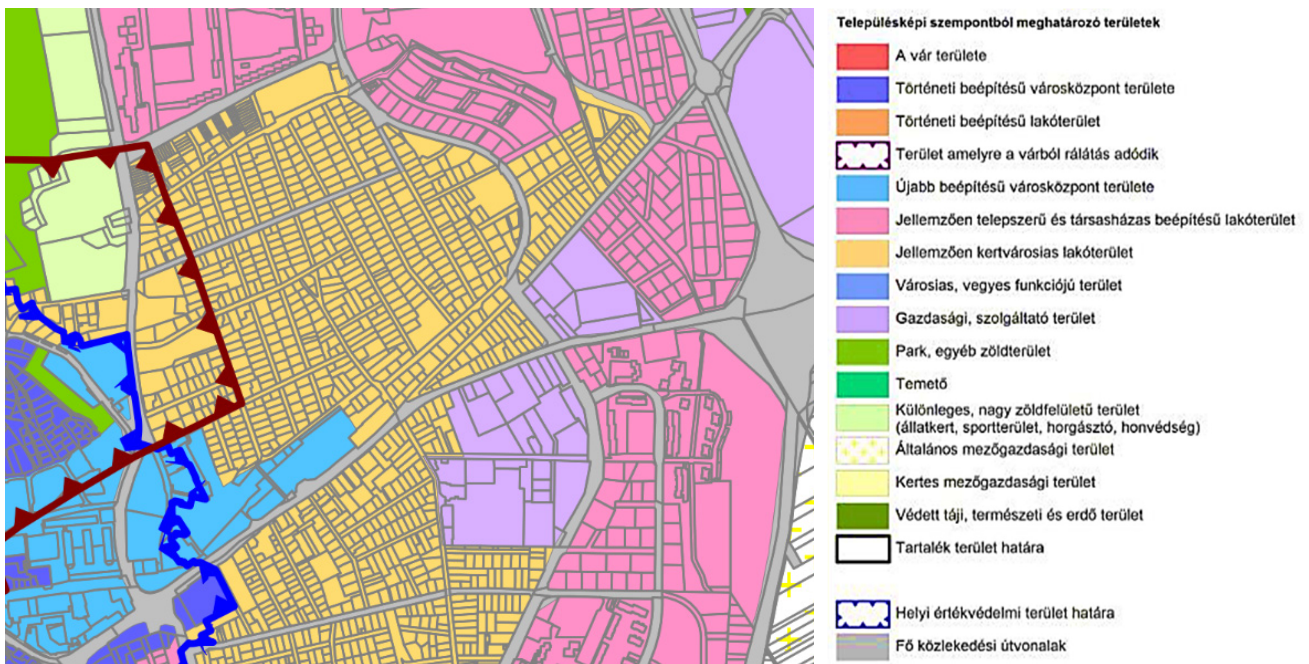 Településképi szempontból meghatározó területek
A vár területe
Történeti beépítésű városközpont területe
Történeti beépítésű lakóterület
Terület amelyre a várból rálátás adódik
Újabb beépítésű városközpont területe
Jellemzően telepszerű és társasházas beépítésű lakóterület
Jellemzően kertvárosias lakóterület
Városias, vegyes funkciójú terület
Gazdasági, szolgáltató terület
Park, egyéb zöldterület
Temető
Különleges, nagy zöldfelületű terület
(állatkert, sportterület, horgásztó, honvédség)
Általános mezőgazdasági terület
Kertes mezőgazdasági terület
Védett táji, természeti és erdő terület
Tartalék terület határa
Helyi értékvédelmi terület határa
Fő közlekedési útvonalak